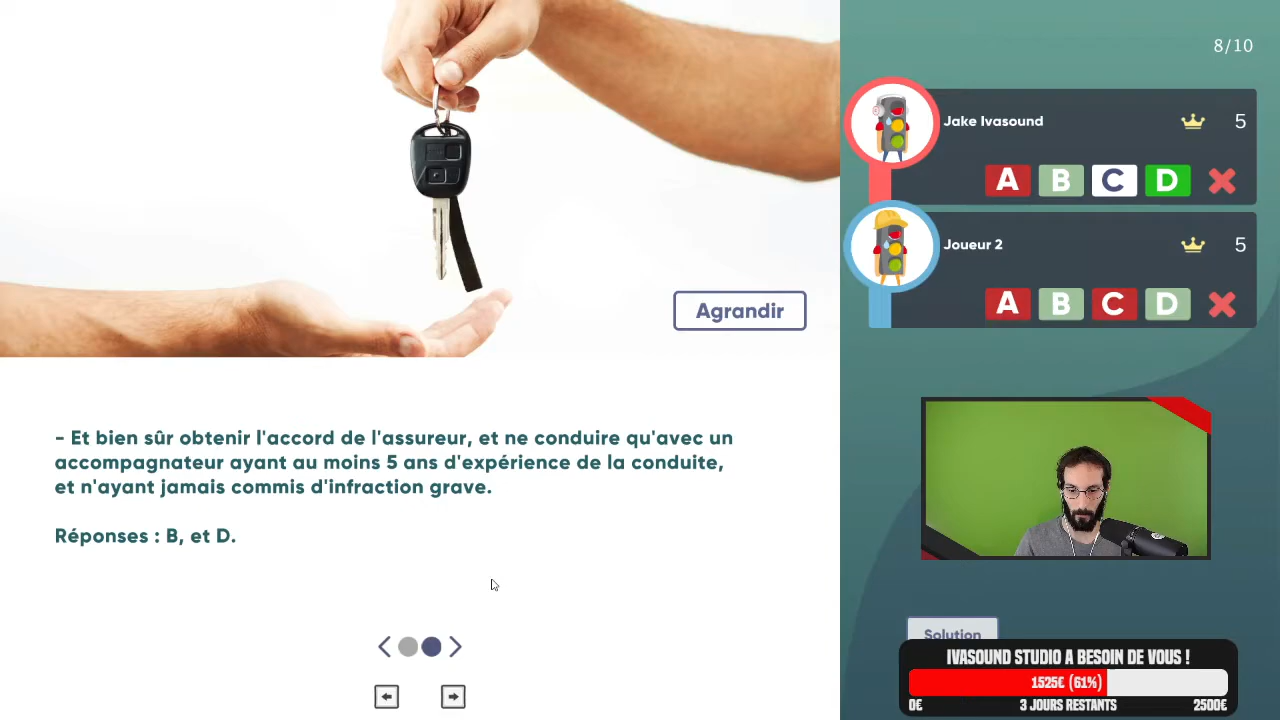 8/10
Jake Ivasound 5
A B C D
Joueur 2 5
A B C D
Agrandir
- Et bien sûr obtenir l'accord de l'assureur, et ne conduire qu'avec un
accompagnateur ayant au moins 5 ans d'expérience de la conduite,
et n'ayant jamais commis d'infraction grave.
Réponses : B, et D.
Solution
IVASOUND STUDIO A BESOIN DE VOUS !
1525€ (61%)
0€ 3 JOURS RESTANTS 2500€